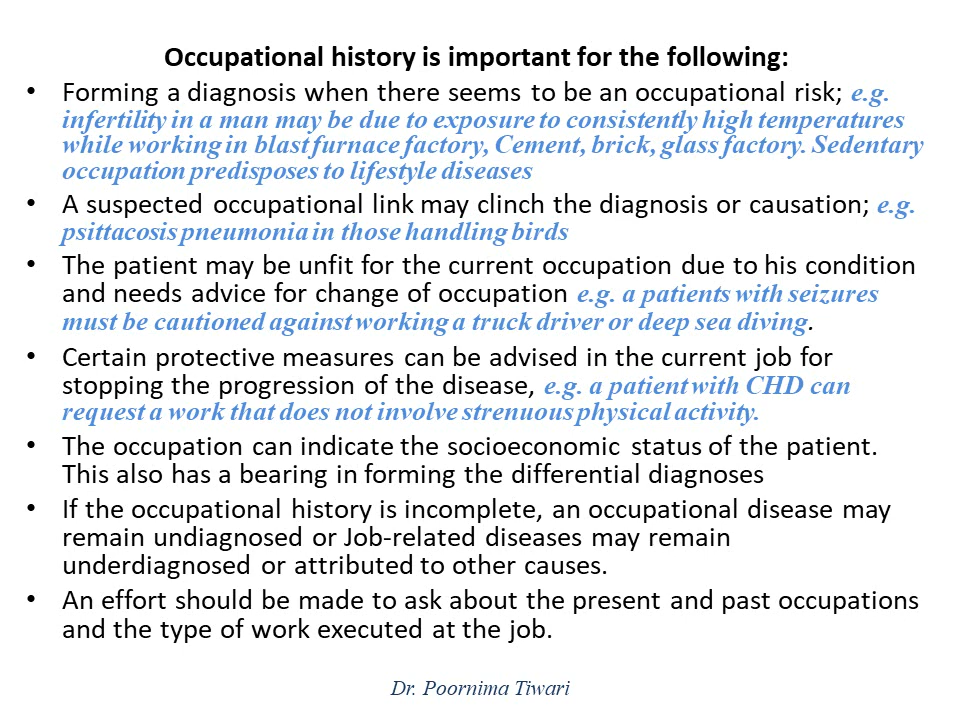 Occupational history is important for the following:
• Forming a diagnosis when there seems to be an occupational risk; e.g.
infertility in a man may be due to exposure to consistently high temperatures
while working in blast furnace factory, Cement, brick, glass factory. Sedentary
occupation predisposes to lifestyle diseases
• A suspected occupational link may clinch the diagnosis or causation; e.g.
psittacosis pneumonia in those handling birds
• The patient may be unfit for the current occupation due to his condition
and needs advice for change of occupation e.g. a patients with seizures
must be cautioned against working a truck driver or deep sea diving.
• Certain protective measures can be advised in the current job for
stopping the progression of the disease, e.g. a patient with CHD can
request a work that does not involve strenuous physical activity.
• The occupation can indicate the socioeconomic status of the patient.
This also has a bearing in forming the differential diagnoses
• If the occupational history is incomplete, an occupational disease may
remain undiagnosed or Job-related diseases may remain
underdiagnosed or attributed to other causes.
• An effort should be made to ask about the present and past occupations
and the type of work executed at the job.
Dr. Poornima Tiwari